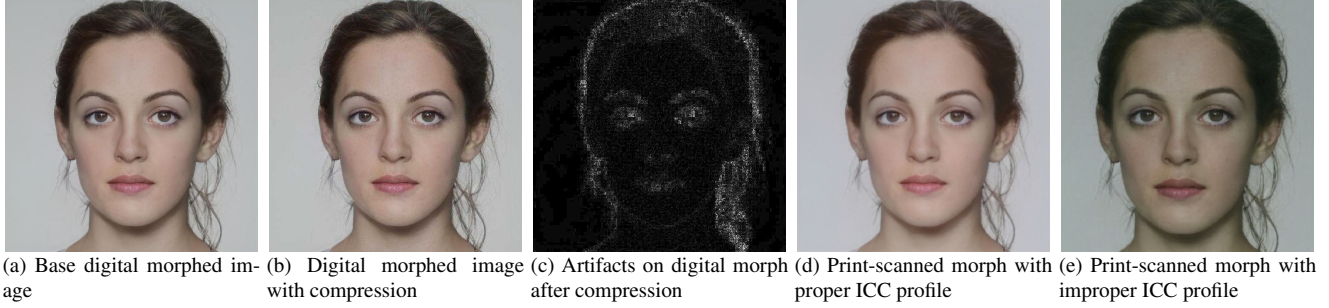 (a) Base digital morphed im-
age
(b) Digital morphed image
with compression
(c) Artifacts on digital morph
after compression
(d) Print-scanned morph with
proper ICC profile
(e) Print-scanned morph with
improper ICC profile